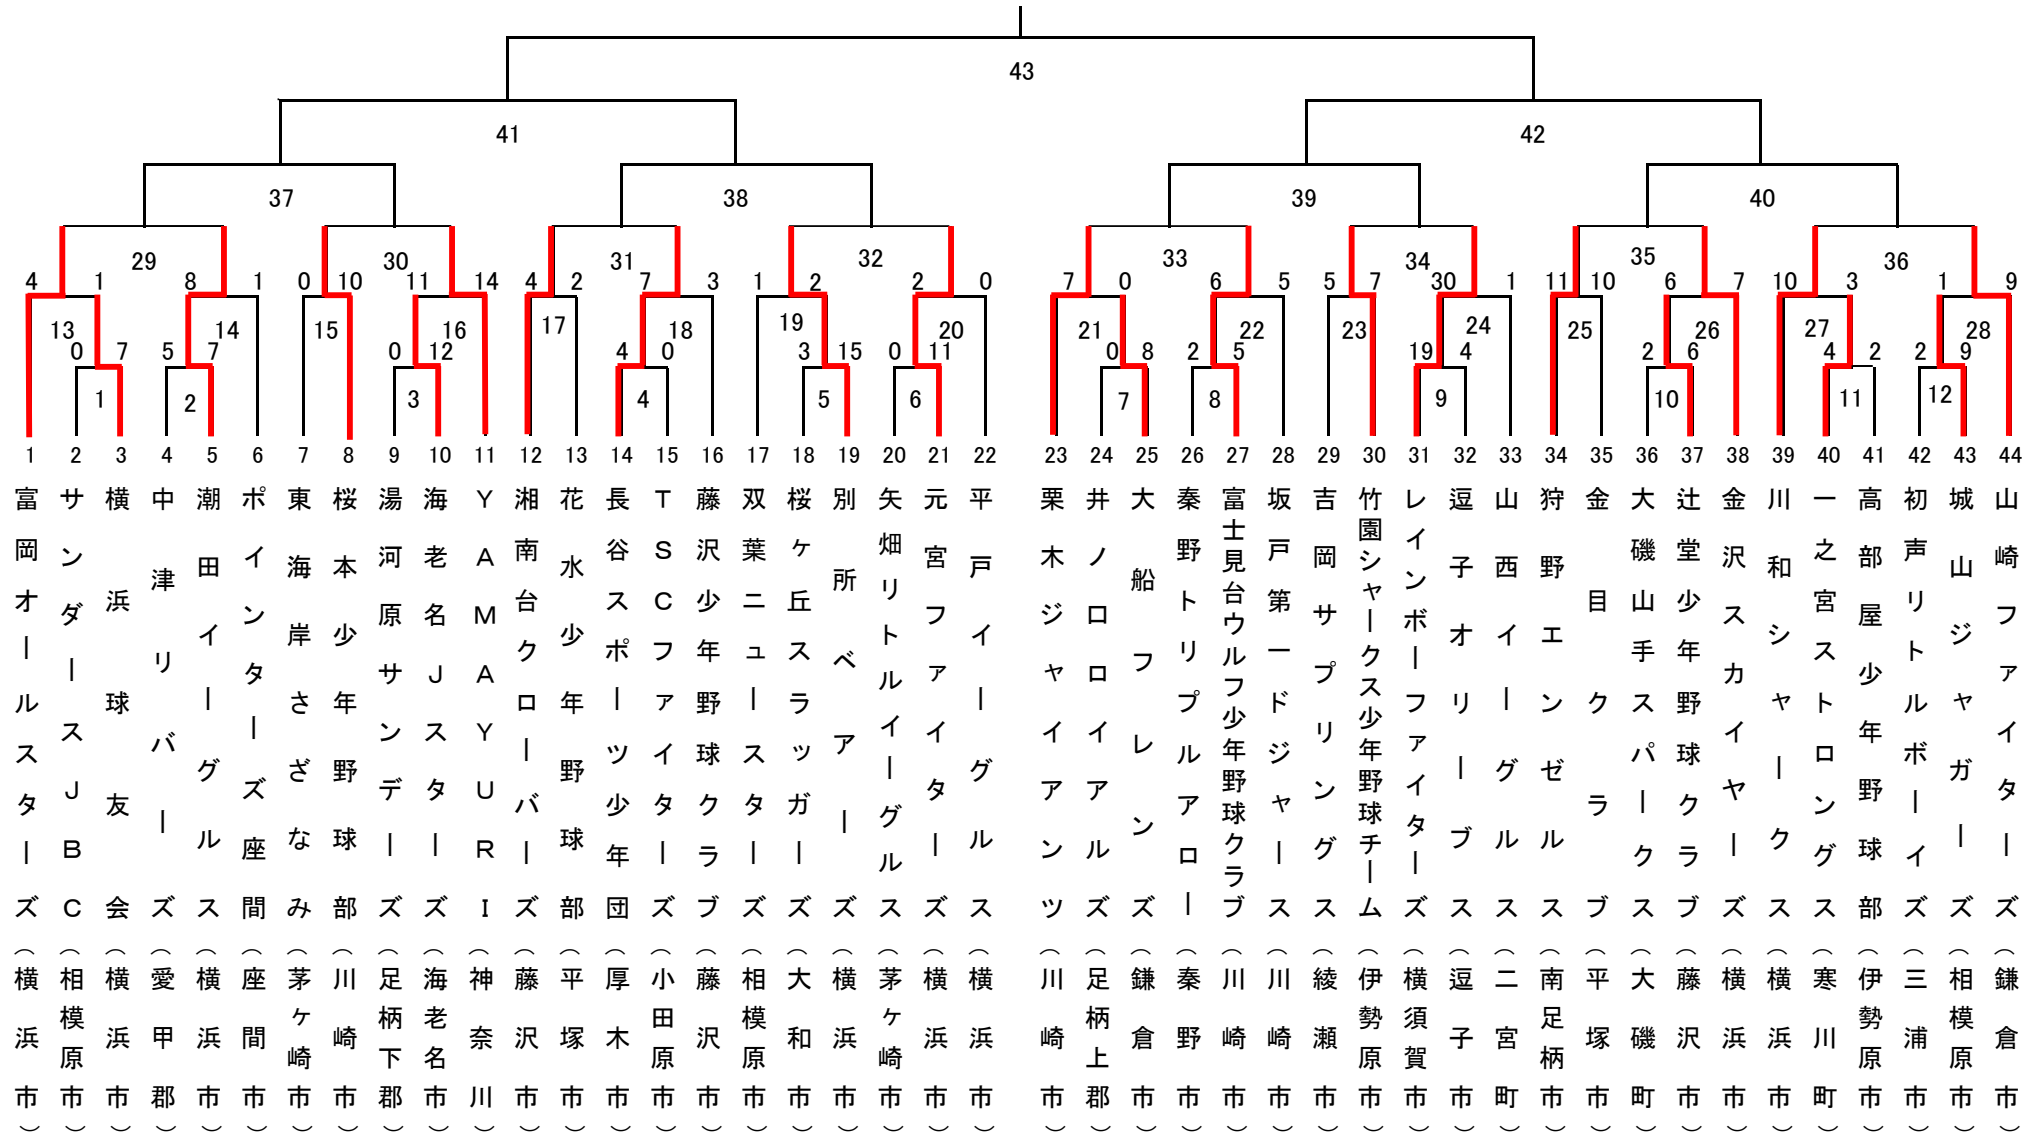 43
41
42
37
38
39
40
29
30
31
32
33
34
35
36
4 1 8 1 0 10 11 14 4 2 7 3 1 2 2 0 7 0 6 5 5 7 30 1 11 10 6 7 10 3 1 9
13 14 15 16 17 18 19 20 21 22 23 24 25 26 27 28
0 7 5 7 0 12 4 0 3 15 0 11 0 8 2 5 19 4 2 6 4 2 2 9
1 2 3 4 5 6 7 8 9 10 11 12
1 2 3 4 5 6 7 8 9 10 11 12 13 14 15 16 17 18 19 20 21 22 23 24 25 26 27 28 29 30 31 32 33 34 35 36 37 38 39 40 41 42 43 44
富岡オールスターズ（横浜市）
サンダースJBC（相模原市）
横浜球友会（横浜市）
中津リバーズ（愛甲郡）
潮田イーグルス（横浜市）
ポインターズ座間（座間市）
東海岸さざなみ（茅ヶ崎市）
桜本少年野球部（川崎市）
湯河原サンデーズ（足柄下郡）
海老名Jスターズ（海老名市）
YAMAYURI（神奈川）
湘南台クローバーズ（藤沢市）
花水少年野球部（平塚市）
長谷スポーツ少年団（厚木市）
TSCファイターズ（小田原市）
藤沢少年野球クラブ（藤沢市）
双葉ニュースターズ（相模原市）
桜ヶ丘スラッガーズ（大和市）
別所ベアーズ（横浜市）
矢畑リトルイーグルス（茅ヶ崎市）
元宮ファイターズ（横浜市）
平戸イーグルス（横浜市）
栗木ジャイアンツ（川崎市）
井ノロロイアルズ（足柄上郡）
大船フレンズ（鎌倉市）
秦野トリプルアロー（秦野市）
富士見台ウルフ少年野球クラブ（川崎市）
坂戸第一ドジャース（川崎市）
吉岡サプリングス（綾瀬市）
竹園シャークス少年野球チーム（伊勢原市）
レインボーファイターズ（横須賀市）
逗子オリーブス（逗子市）
山西イーグルス（二宮町）
狩野エンゼルス（南足柄市）
金目クラブ（平塚市）
大磯山手スパークス（大磯町）
辻堂少年野球クラブ（藤沢市）
金沢スカイヤーズ（横浜市）
川和シャークス（横浜市）
一之宮ストロングス（寒川町）
高部屋少年野球部（伊勢原市）
初声リトルボーイズ（三浦市）
城山ジャガーズ（相模原市）
山崎ファイターズ（鎌倉市）